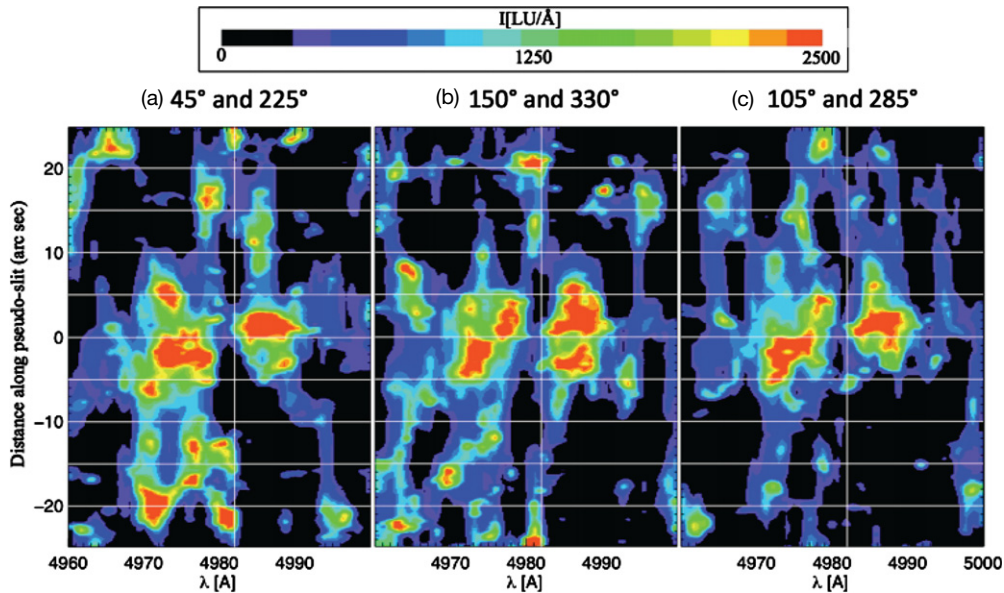 I[LU/Å]
0 1250 2500
(a) 45° and 225° (b) 150° and 330° (c) 105° and 285°
Distance along pseudo-slit (arc sec)
20
10
0
−10
−20
4960 4970 4980 4990 4970 4980 4990 4970 4980 4990 5000
λ [A] λ [A] λ [A]